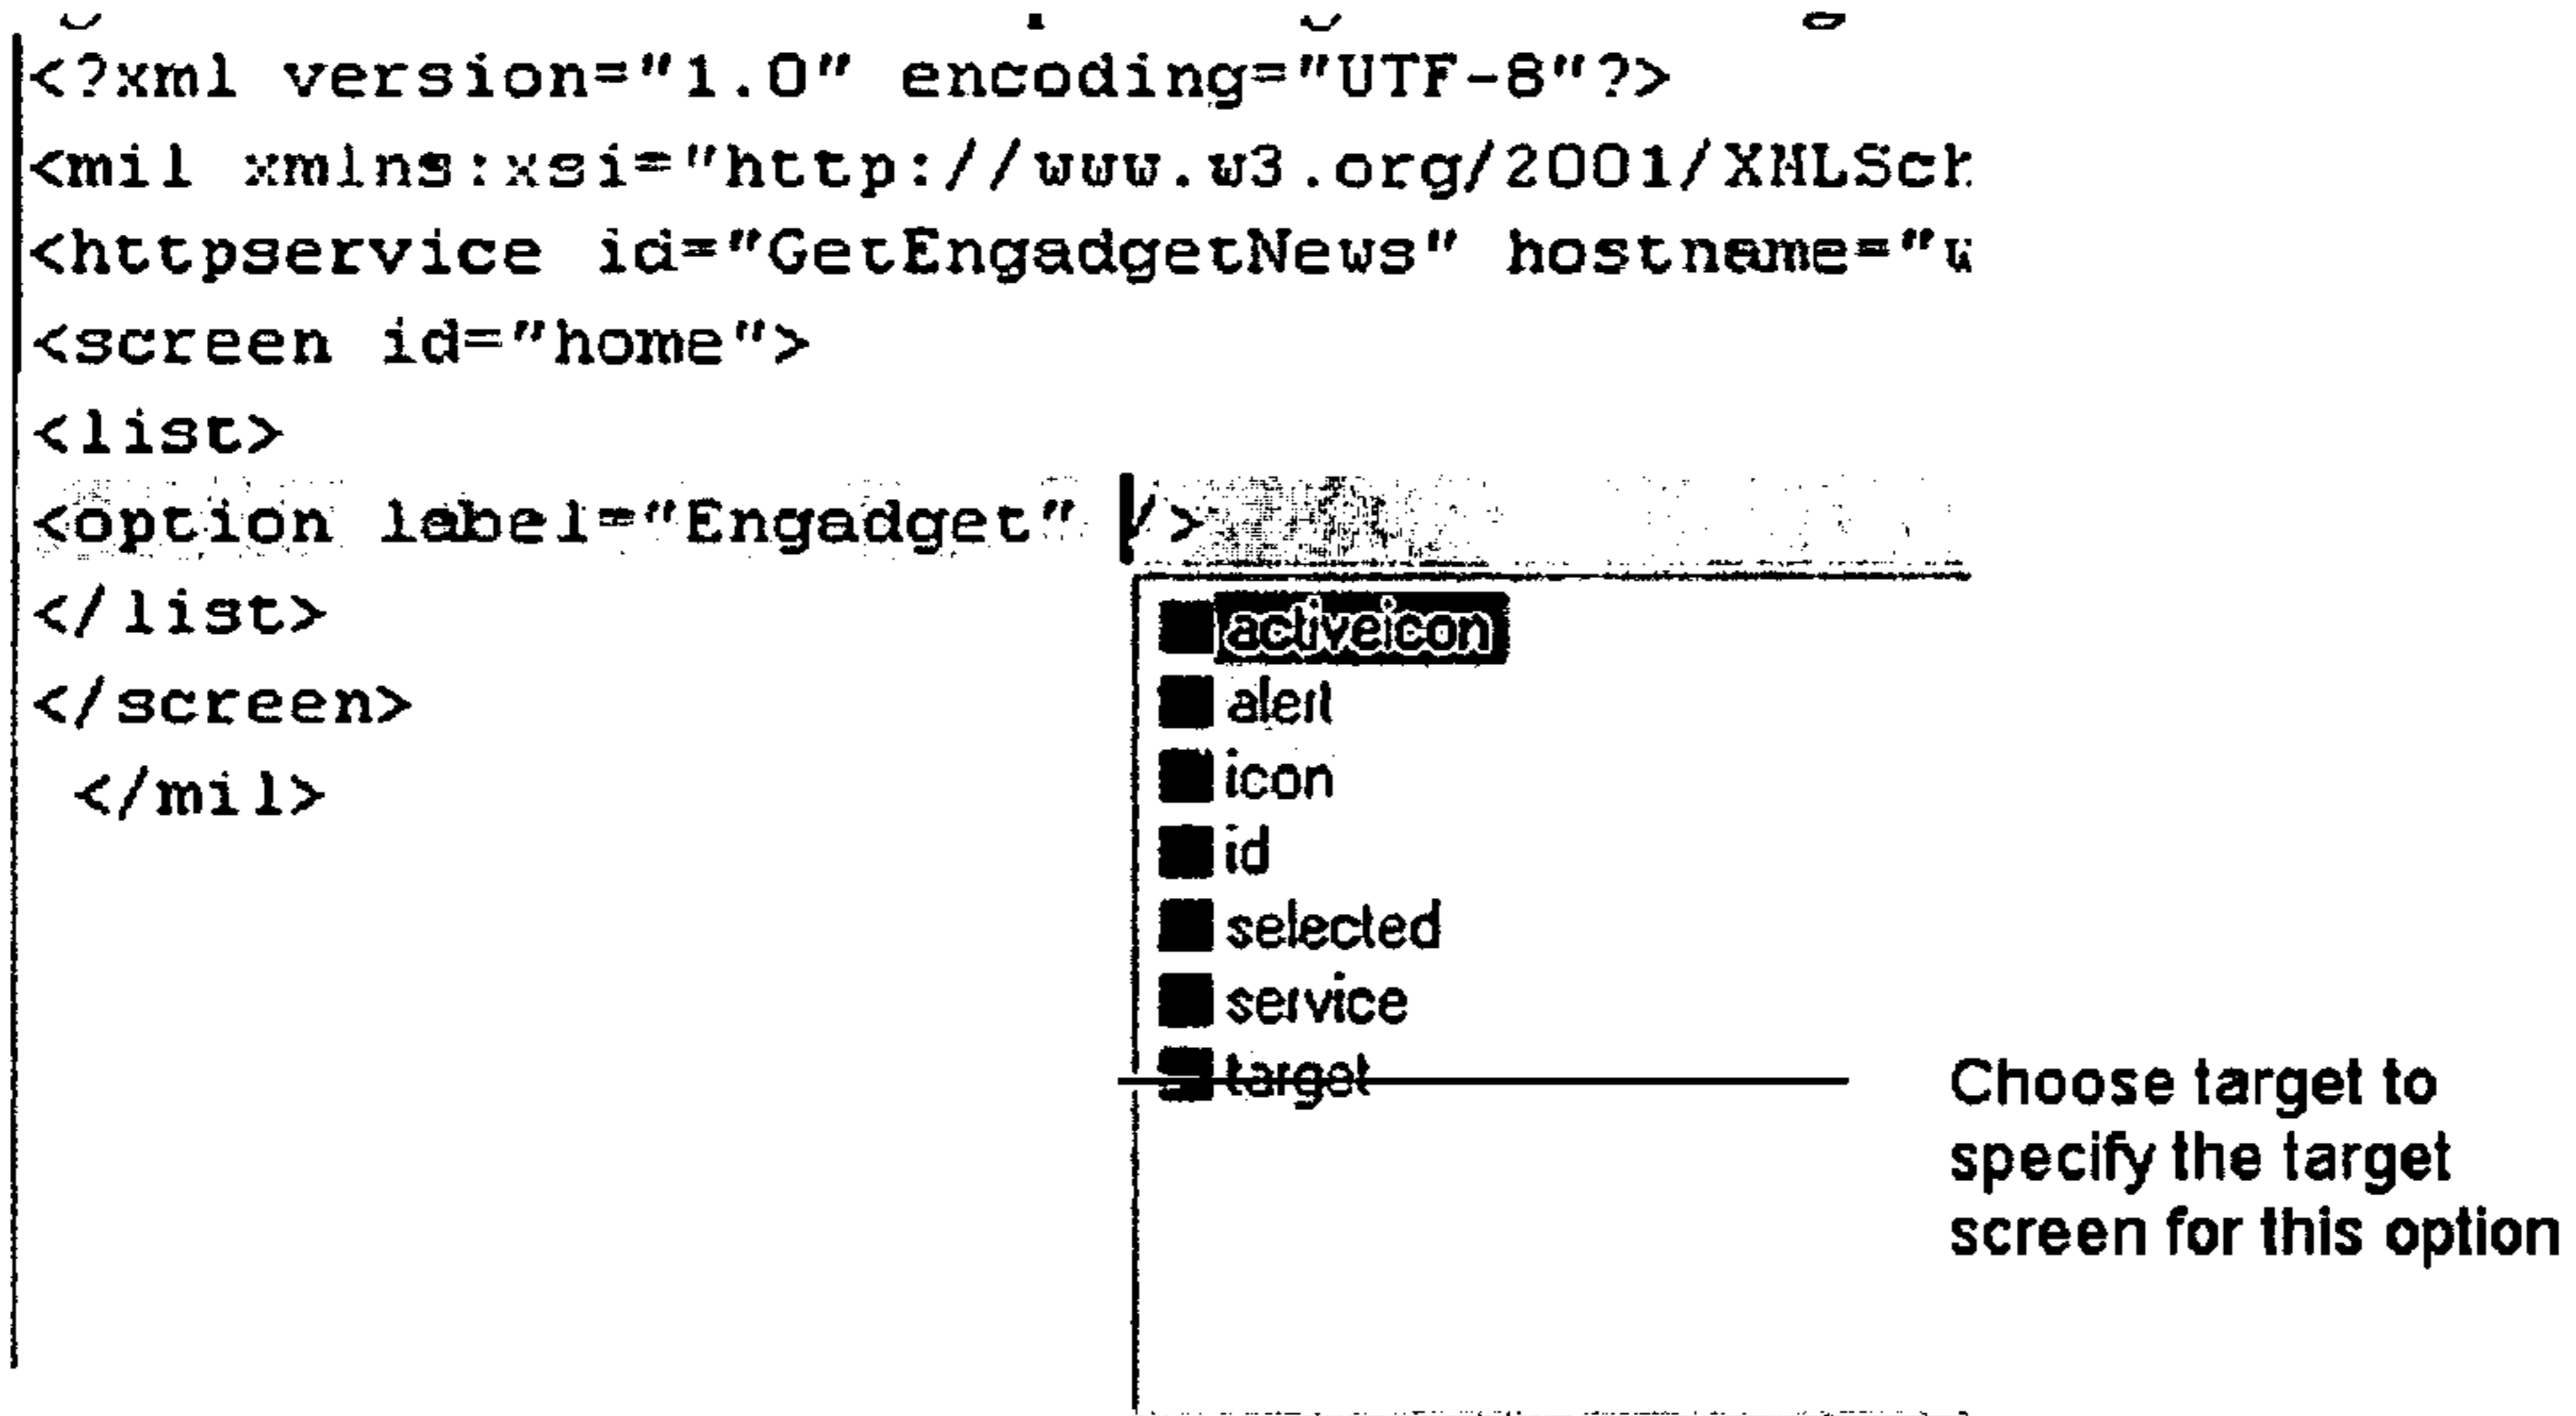 <?xml version="1.0" encoding="UTF-8"?>
<mil xmlns:xsi="http://www.w3.org/2001/XMLSch
<httpservice id="GetEngadgetNews" hostname="w
<screen id="home">
<list>
<option label="Engadget" />
</list>
</screen>
</mil>
activeicon
alert
icon
id
selected
service
target
Choose target to
specify the target
screen for this option